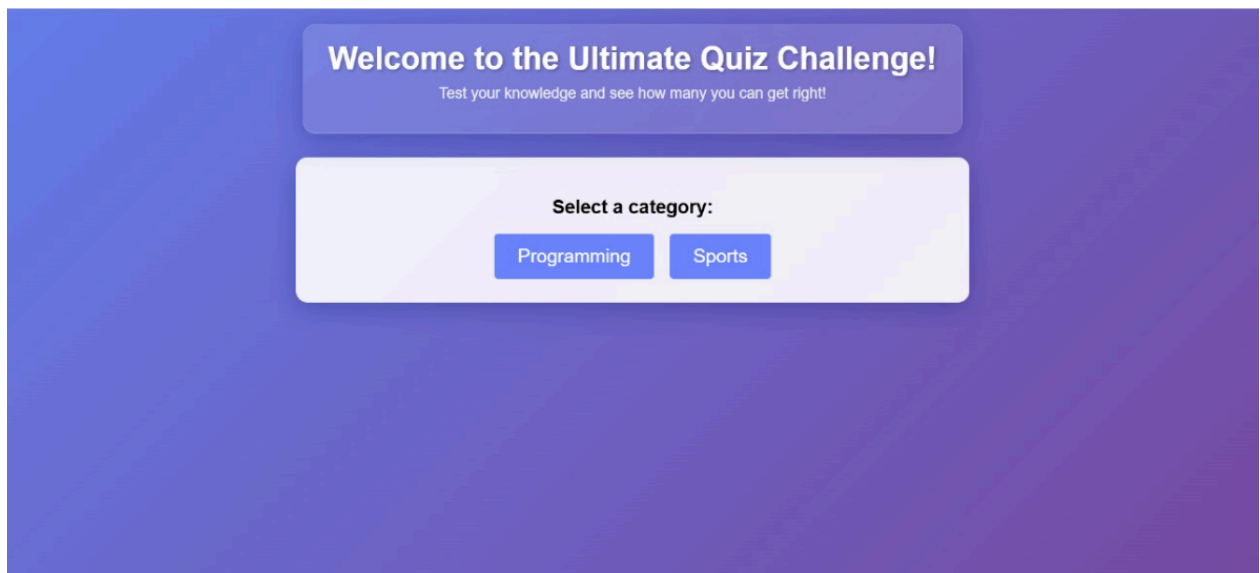 Welcome to the Ultimate Quiz Challenge!
Test your knowledge and see how many you can get right!
Select a category:
Programming Sports